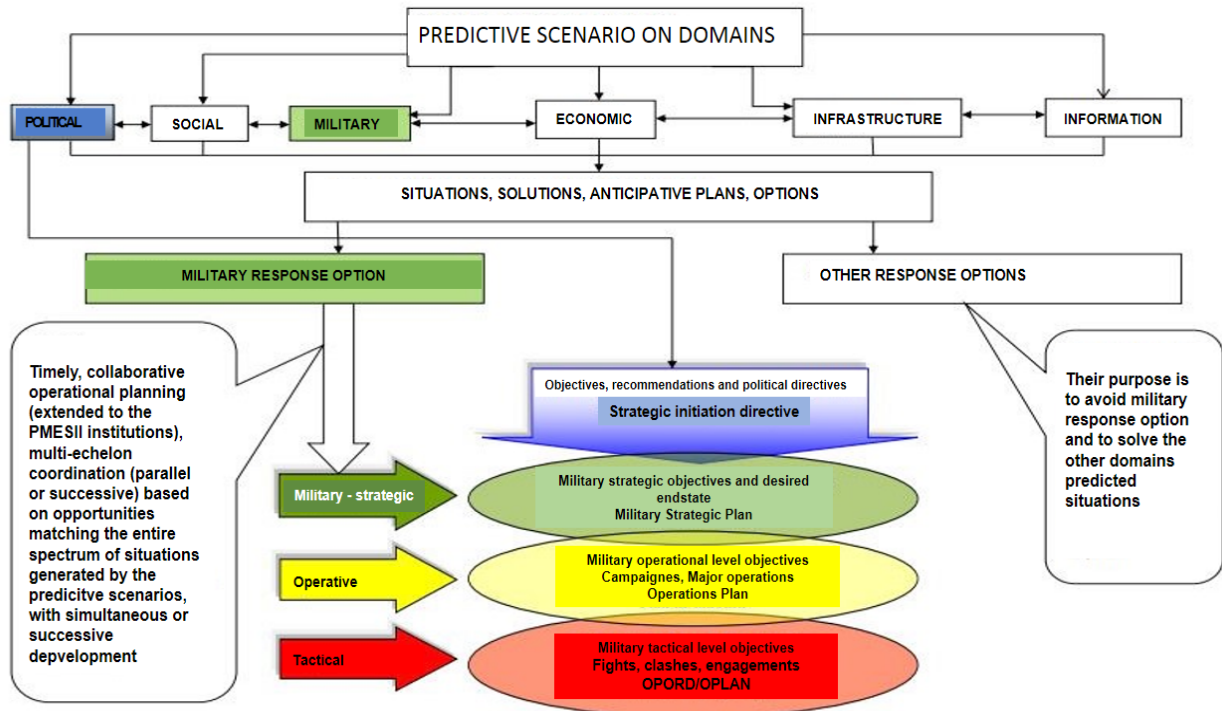 PREDICTIVE SCENARIO ON DOMAINS
POLITICAL
SOCIAL
MILITARY
ECONOMIC
INFRASTRUCTURE
INFORMATION
SITUATIONS, SOLUTIONS, ANTICIPATIVE PLANS, OPTIONS
MILITARY RESPONSE OPTION
OTHER RESPONSE OPTIONS
Timely, collaborative
operational planning
(extended to the
PMESII institutions),
multi-echelon
coordination (parallel
or successive) based
on opportunities
matching the entire
spectrum of situations
generated by the
predicitve scenarios,
with simultaneous or
successive
depvelopment
Objectives, recommendations and political directives
Strategic initiation directive
Their purpose is
to avoid military
response option
and to solve the
other domains
predicted
situations
Military - strategic
Military strategic objectives and desired
endstate
Military Strategic Plan
Operative
Military operational level objectives
Campaignes, Major operations
Operations Plan
Tactical
Military tactical level objectives
Fights, clashes, engagements
OPORD/OPLAN